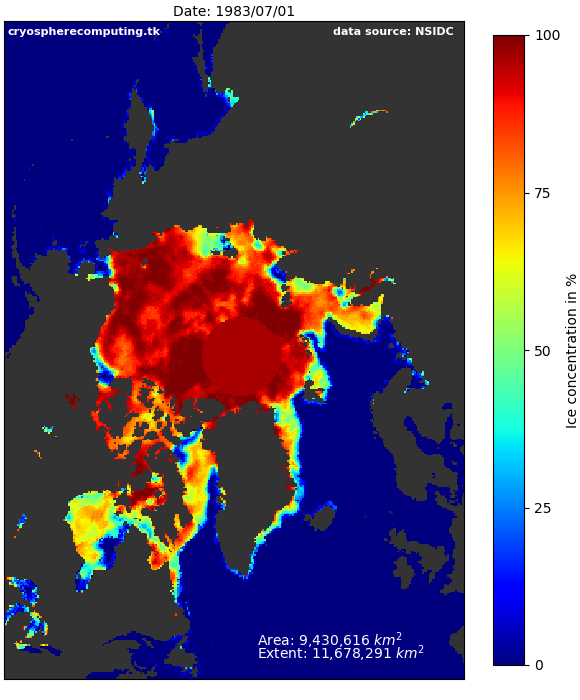 Date: 1983/07/01
cryospherecomputing.tk
data source: NSIDC
100
75
50
25
0
Ice concentration in %
Area: 9,430,616 km²
Extent: 11,678,291 km²